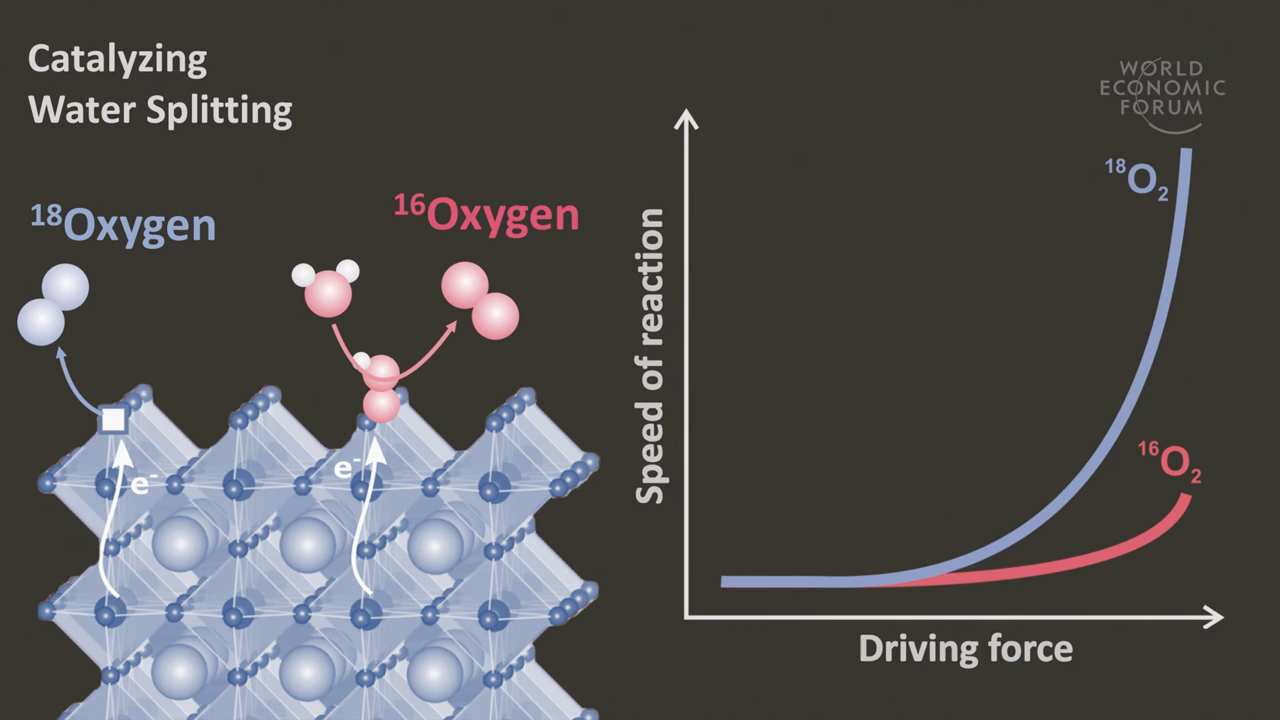 Catalyzing
Water Splitting
WORLD
ECONOMIC
FORUM
¹⁸Oxygen
¹⁶Oxygen
e⁻
e⁻
Speed of reaction
¹⁸O₂
¹⁶O₂
Driving force